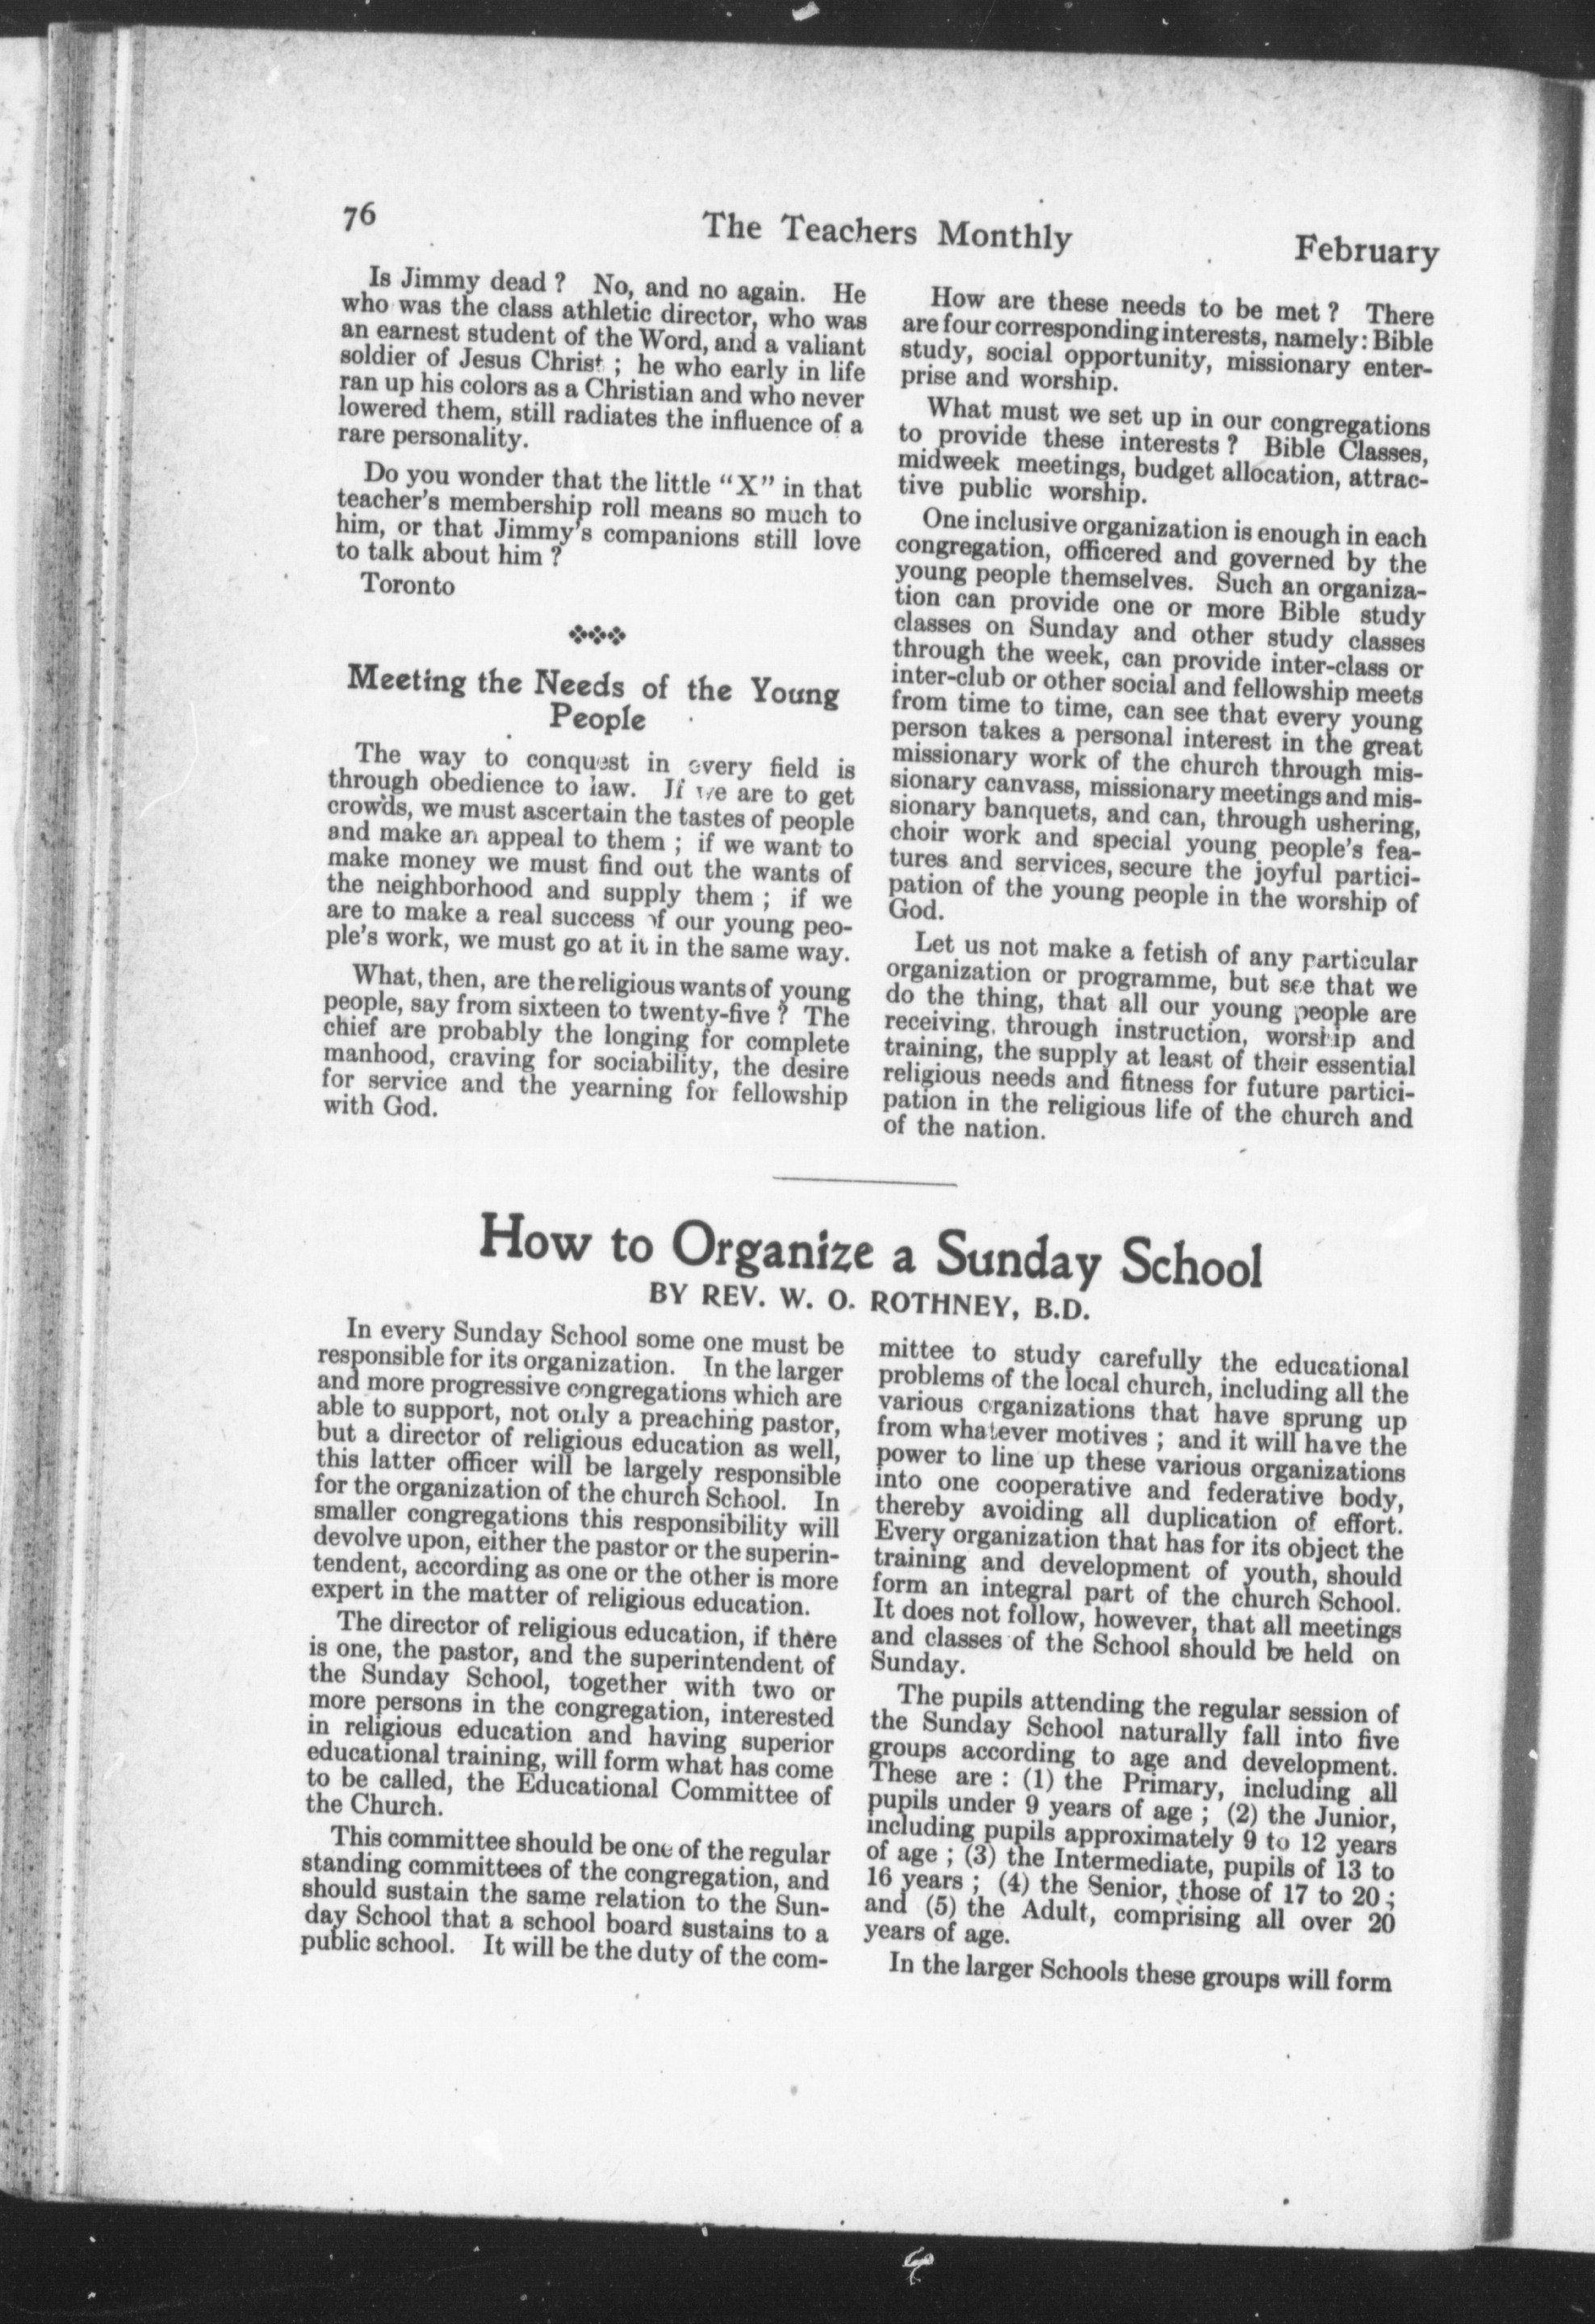 76
The Teachers Monthly
February
Is Jimmy dead ? No, and no again. He
who was the class athletic director, who was
an earnest student of the Word, and a valiant
soldier of Jesus Christ ; he who early in life
ran up his colors as a Christian and who never
lowered them, still radiates the influence of a
rare personality.
Do you wonder that the little "X" in that
teacher's membership roll means so much to
him, or that Jimmy's companions still love
to talk about him ?
Toronto
Meeting the Needs of the Young
People
The way to conquest in every field is
through obedience to law. If we are to get
crowds, we must ascertain the tastes of people
and make an appeal to them ; if we want to
make money we must find out the wants of
the neighborhood and supply them ; if we
are to make a real success of our young peo-
ple's work, we must go at it in the same way.
What, then, are the religious wants of young
people, say from sixteen to twenty-five ? The
chief are probably the longing for complete
manhood, craving for sociability, the desire
for service and the yearning for fellowship
with God.
How are these needs to be met ? There
are four corresponding interests, namely: Bible
study, social opportunity, missionary enter-
prise and worship.
What must we set up in our congregations
to provide these interests ? Bible Classes,
midweek meetings, budget allocation, attrac-
tive public worship.
One inclusive organization is enough in each
congregation, officered and governed by the
young people themselves. Such an organiza-
tion can provide one or more Bible study
classes on Sunday and other study classes
through the week, can provide inter-class or
inter-club or other social and fellowship meets
from time to time, can see that every young
person takes a personal interest in the great
missionary work of the church through mis-
sionary canvass, missionary meetings and mis-
sionary banquets, and can, through ushering,
choir work and special young people's fea-
tures and services, secure the joyful partici-
pation of the young people in the worship of
God.
Let us not make a fetish of any particular
organization or programme, but see that we
do the thing, that all our young people are
receiving, through instruction, worship and
training, the supply at least of their essential
religious needs and fitness for future partici-
pation in the religious life of the church and
of the nation.
How to Organize a Sunday School
BY REV. W. O. ROTHNEY, B.D.
In every Sunday School some one must be
responsible for its organization. In the larger
and more progressive congregations which are
able to support, not only a preaching pastor,
but a director of religious education as well,
this latter officer will be largely responsible
for the organization of the church School. In
smaller congregations this responsibility will
devolve upon, either the pastor or the superin-
tendent, according as one or the other is more
expert in the matter of religious education.
The director of religious education, if there
is one, the pastor, and the superintendent of
the Sunday School, together with two or
more persons in the congregation, interested
in religious education and having superior
educational training, will form what has come
to be called, the Educational Committee of
the Church.
This committee should be one of the regular
standing committees of the congregation, and
should sustain the same relation to the Sun-
day School that a school board sustains to a
public school. It will be the duty of the com-
mittee to study carefully the educational
problems of the local church, including all the
various organizations that have sprung up
from whatever motives ; and it will have the
power to line up these various organizations
into one cooperative and federative body,
thereby avoiding all duplication of effort.
Every organization that has for its object the
training and development of youth, should
form an integral part of the church School.
It does not follow, however, that all meetings
and classes of the School should be held on
Sunday.
The pupils attending the regular session of
the Sunday School naturally fall into five
groups according to age and development.
These are : (1) the Primary, including all
pupils under 9 years of age ; (2) the Junior,
including pupils approximately 9 to 12 years
of age ; (3) the Intermediate, pupils of 13 to
16 years ; (4) the Senior, those of 17 to 20 ;
and (5) the Adult, comprising all over 20
years of age.
In the larger Schools these groups will form